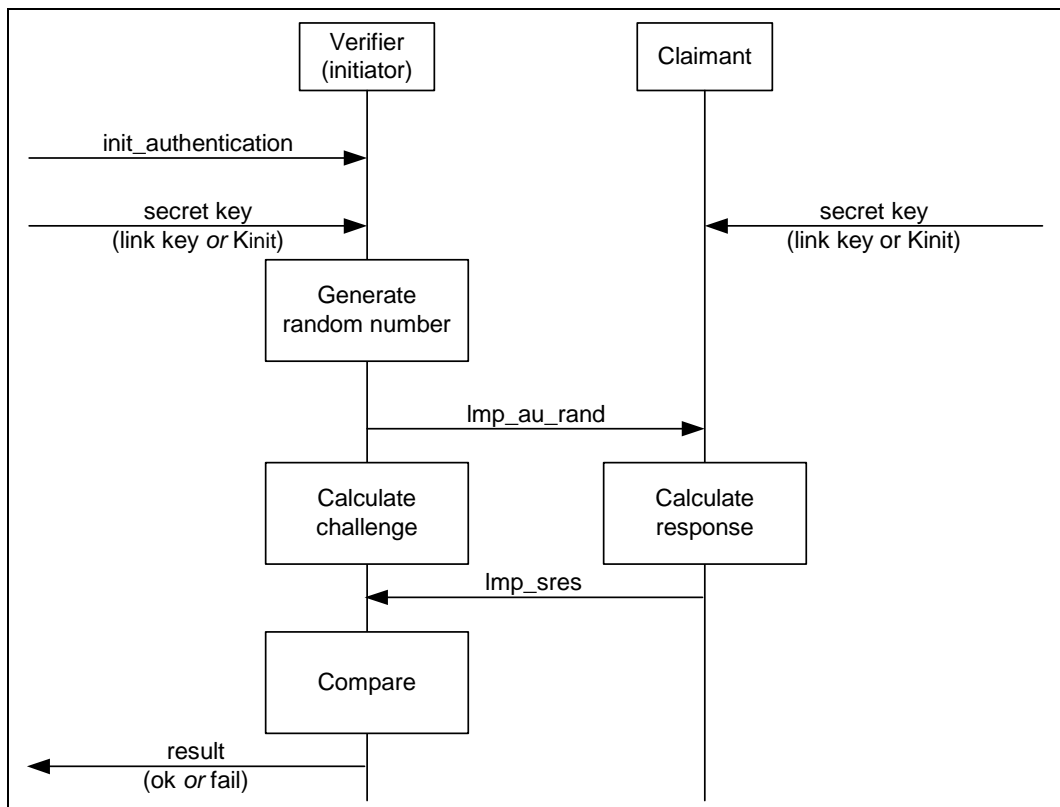 Verifier
(initiator)
Claimant
init_authentication
secret key
(link key or Kinit)
secret key
(link key or Kinit)
Generate
random number
lmp_au_rand
Calculate
challenge
Calculate
response
lmp_sres
Compare
result
(ok or fail)